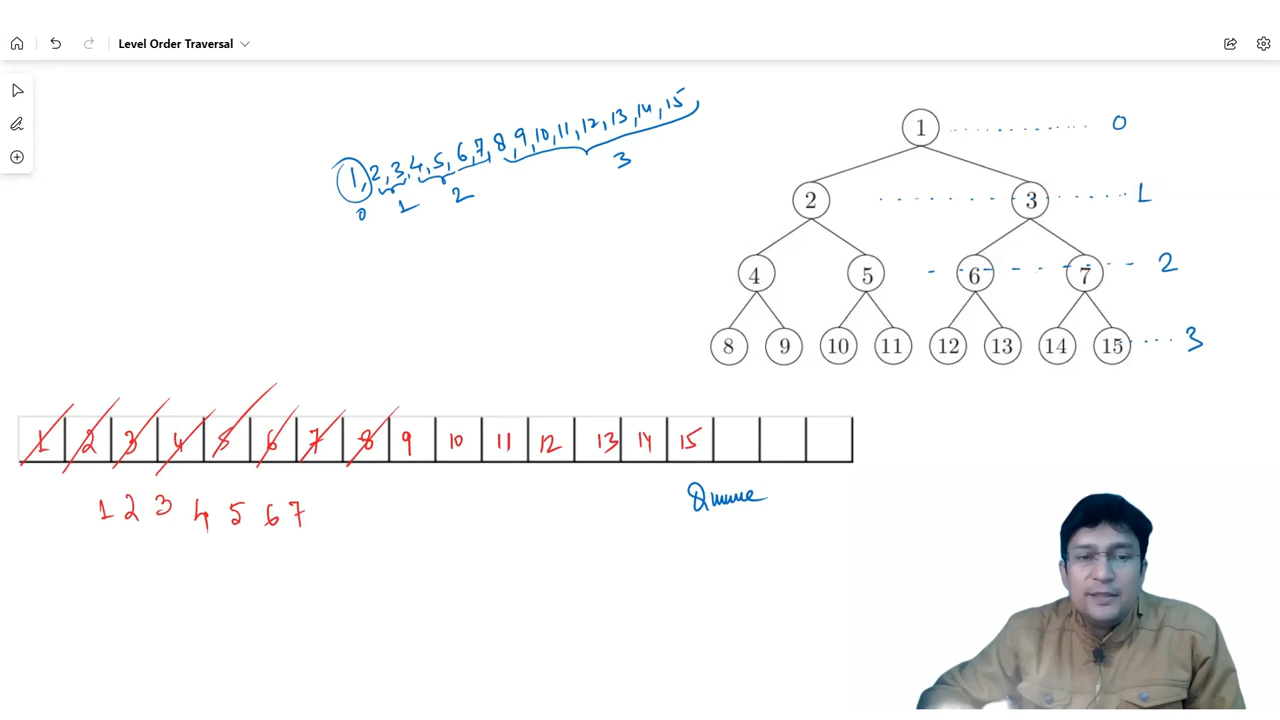 Level Order Traversal
1, 2, 3, 4, 5, 6, 7, 8, 9, 10, 11, 12, 13, 14, 15
0 1 2 3
1 0
2 3 1
4 5 6 7 2
8 9 10 11 12 13 14 15 3
1 2 3 4 5 6 7 8 9 10 11 12 13 14 15
Queue
1 2 3 4 5 6 7